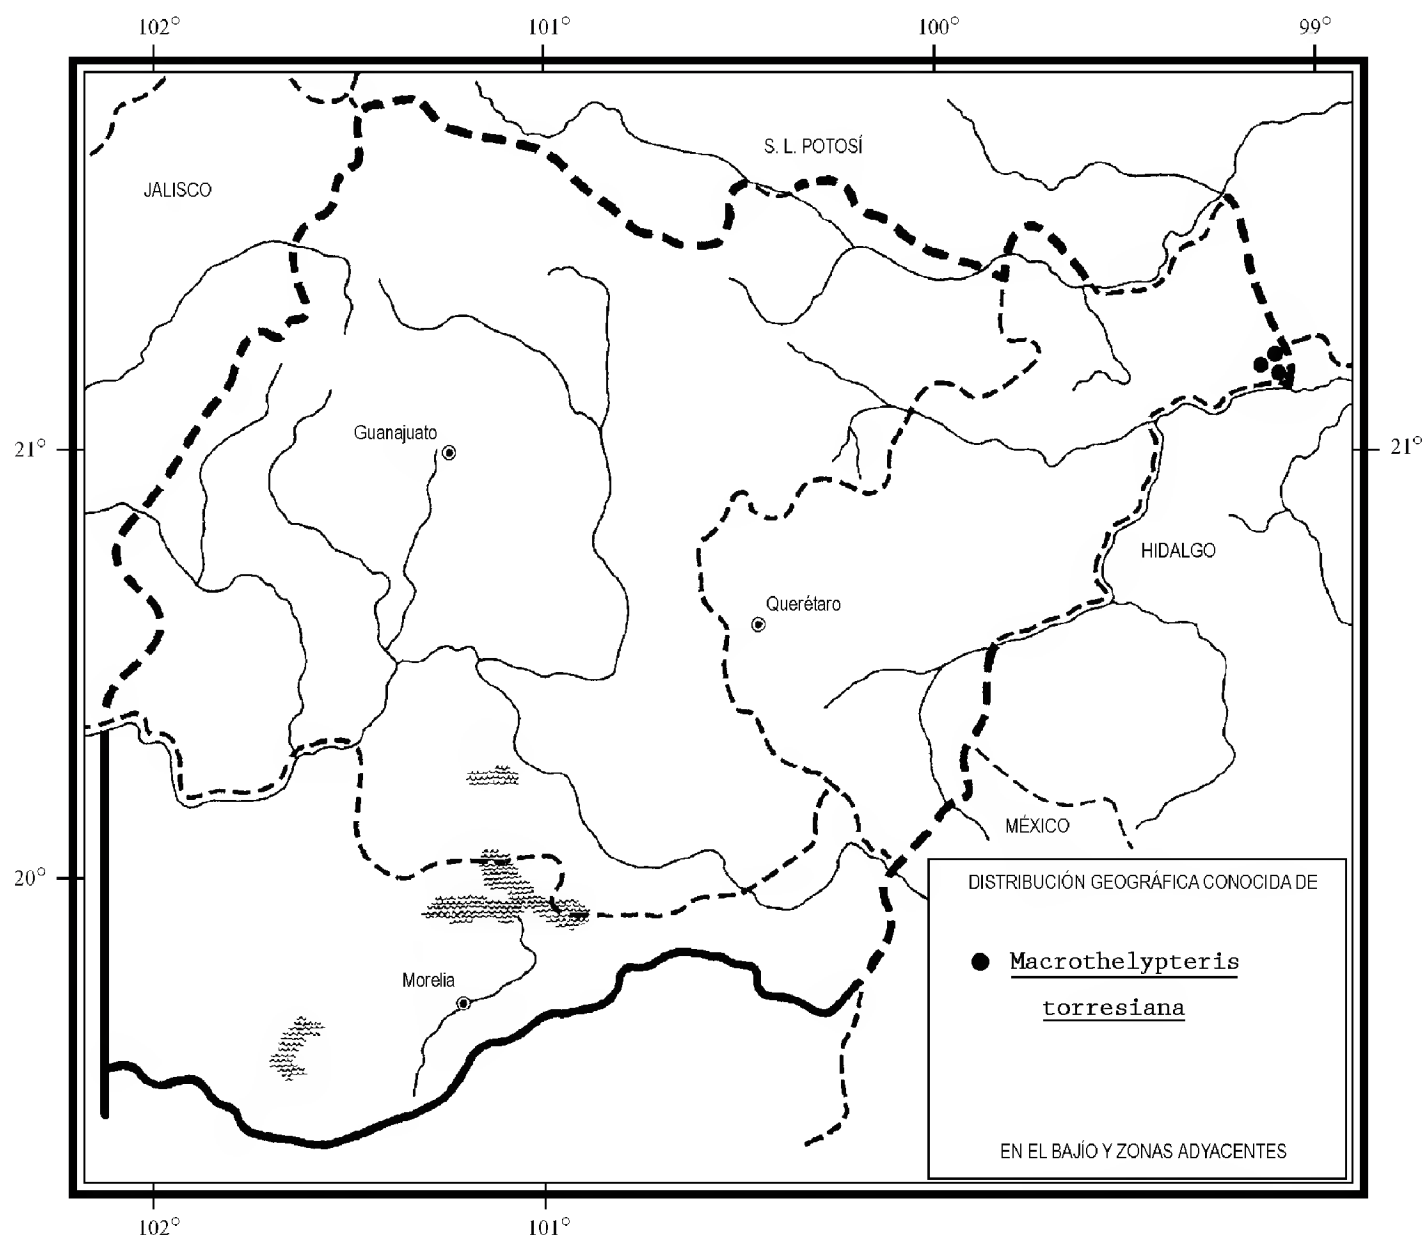 102° 101° 100° 99°
S. L. POTOSÍ
JALISCO
Guanajuato
21° 21°
HIDALGO
Querétaro
MÉXICO
20°
DISTRIBUCIÓN GEOGRÁFICA CONOCIDA DE
Macrothelypteris
torresiana
Morelia
EN EL BAJÍO Y ZONAS ADYACENTES
102° 101°